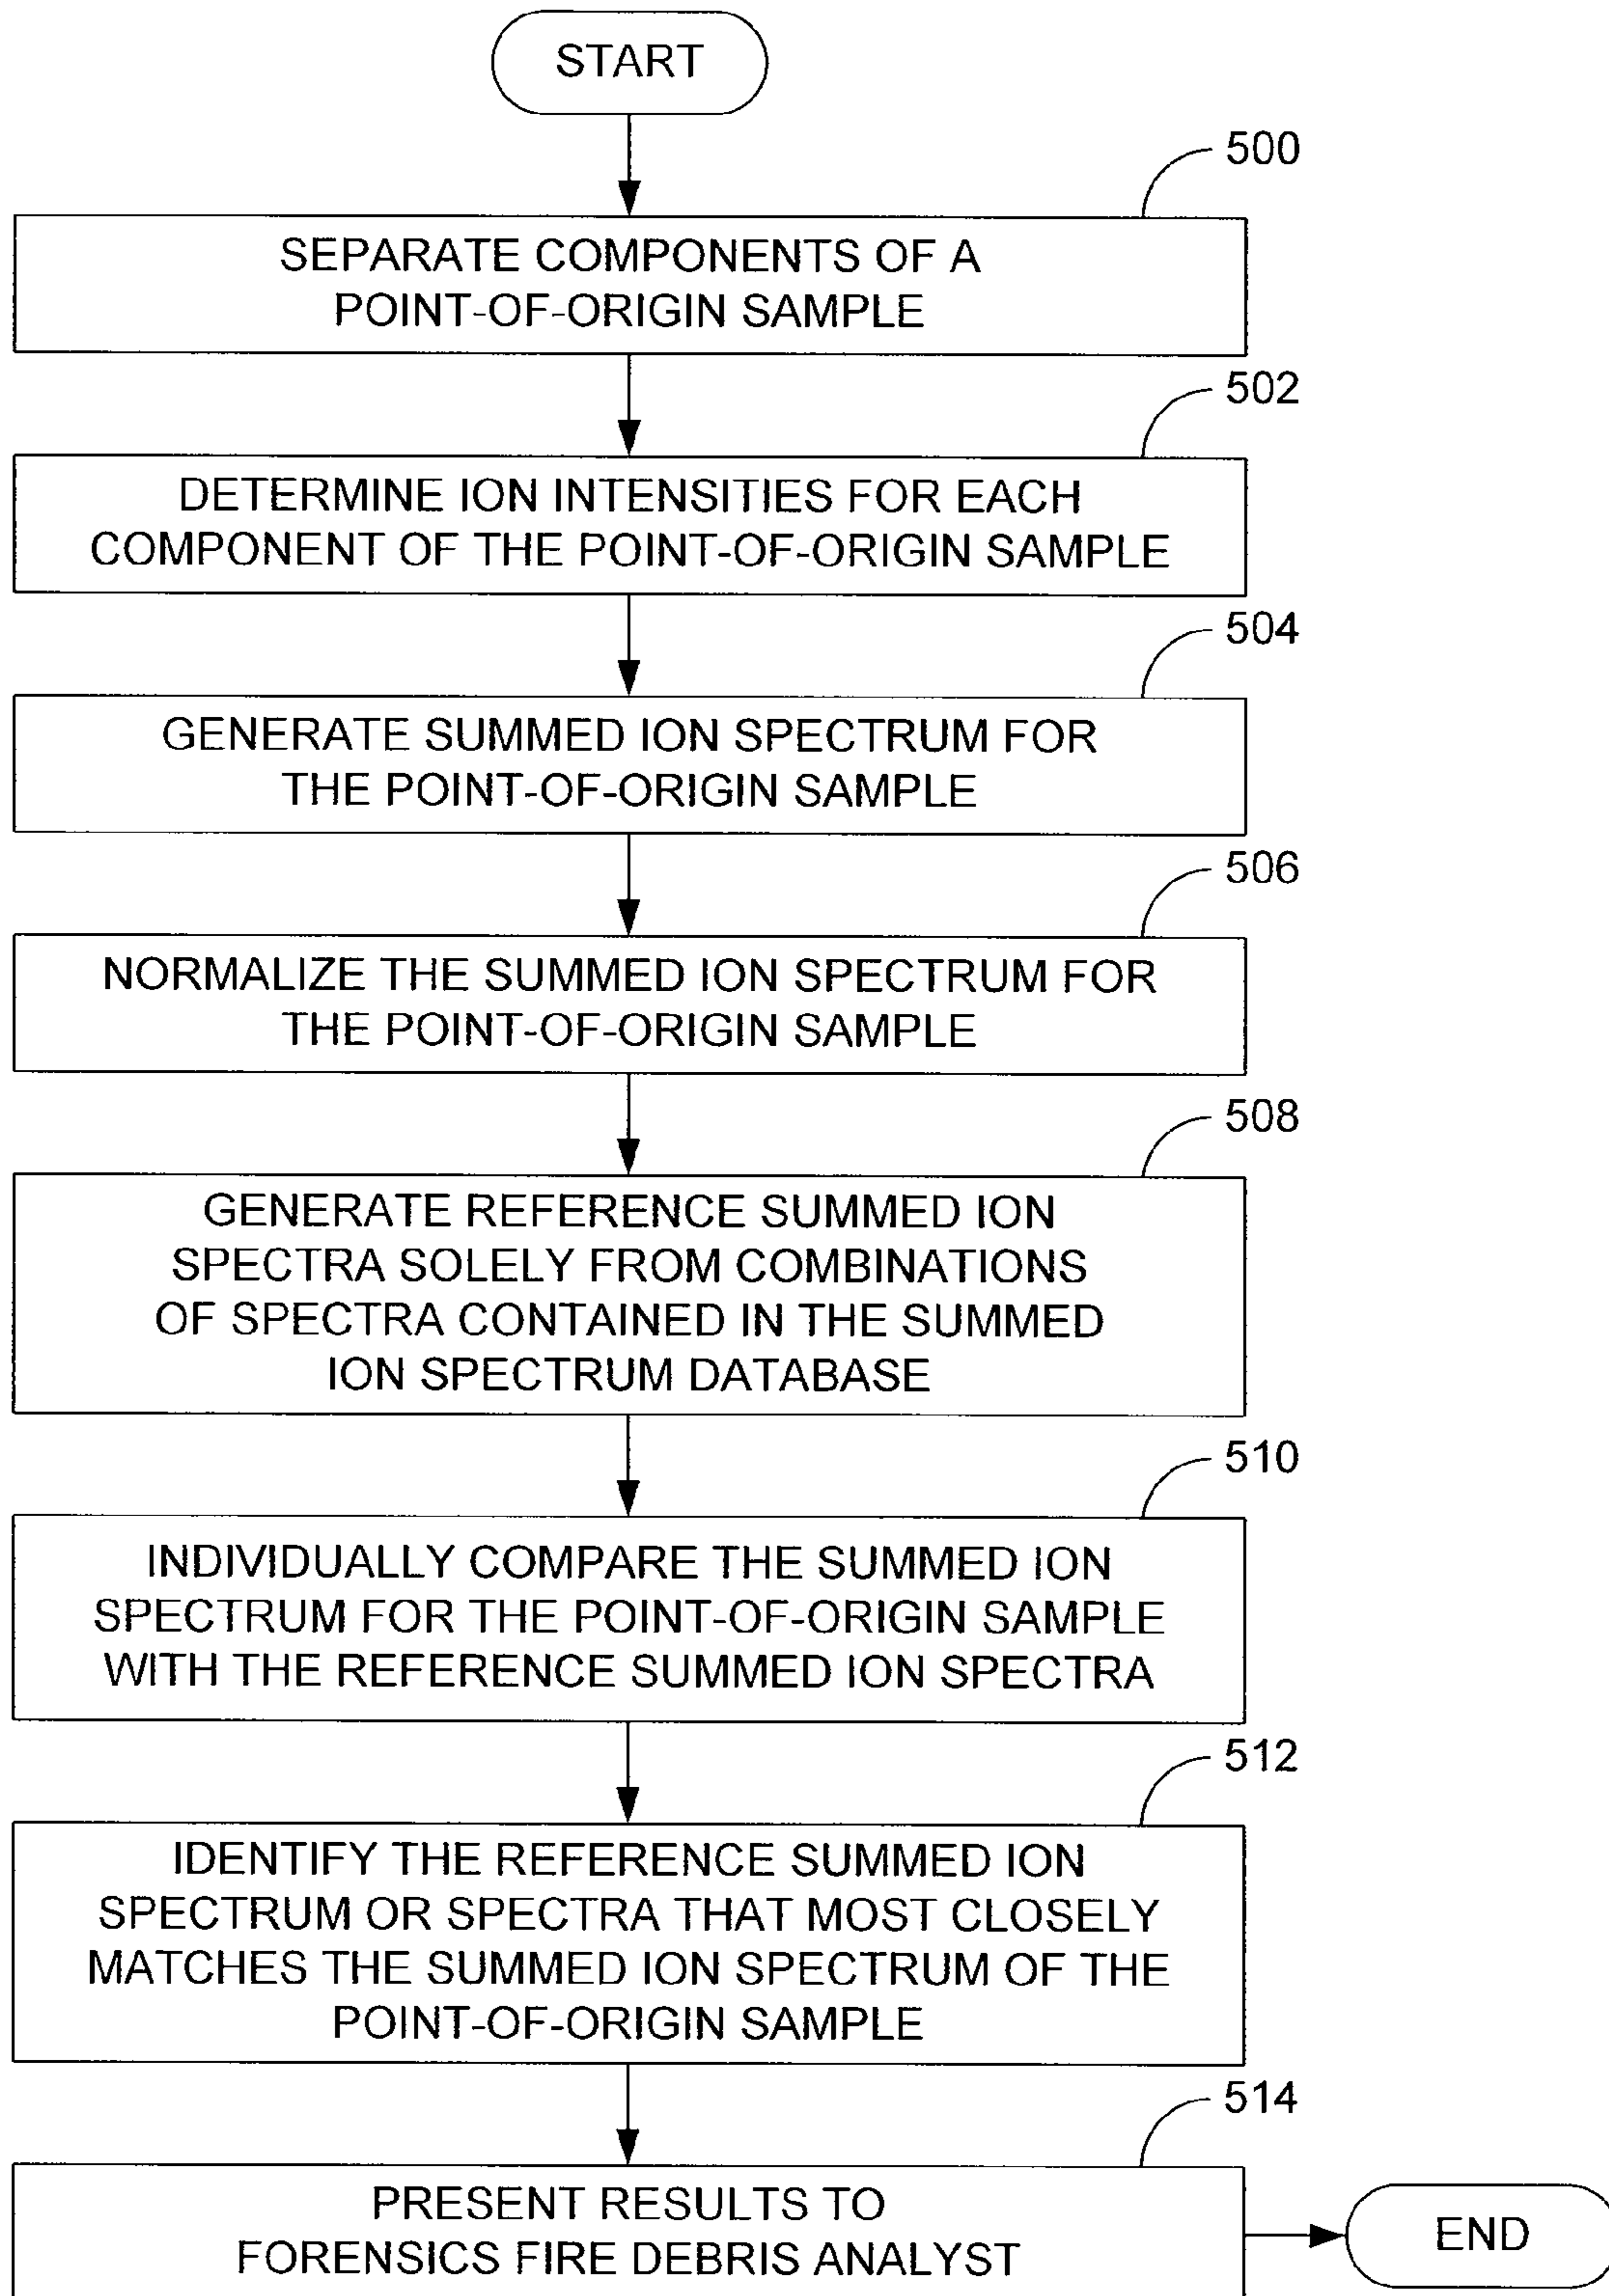 START
500
SEPARATE COMPONENTS OF A
POINT-OF-ORIGIN SAMPLE
502
DETERMINE ION INTENSITIES FOR EACH
COMPONENT OF THE POINT-OF-ORIGIN SAMPLE
504
GENERATE SUMMED ION SPECTRUM FOR
THE POINT-OF-ORIGIN SAMPLE
506
NORMALIZE THE SUMMED ION SPECTRUM FOR
THE POINT-OF-ORIGIN SAMPLE
508
GENERATE REFERENCE SUMMED ION
SPECTRA SOLELY FROM COMBINATIONS
OF SPECTRA CONTAINED IN THE SUMMED
ION SPECTRUM DATABASE
510
INDIVIDUALLY COMPARE THE SUMMED ION
SPECTRUM FOR THE POINT-OF-ORIGIN SAMPLE
WITH THE REFERENCE SUMMED ION SPECTRA
512
IDENTIFY THE REFERENCE SUMMED ION
SPECTRUM OR SPECTRA THAT MOST CLOSELY
MATCHES THE SUMMED ION SPECTRUM OF THE
POINT-OF-ORIGIN SAMPLE
514
PRESENT RESULTS TO
FORENSICS FIRE DEBRIS ANALYST
END